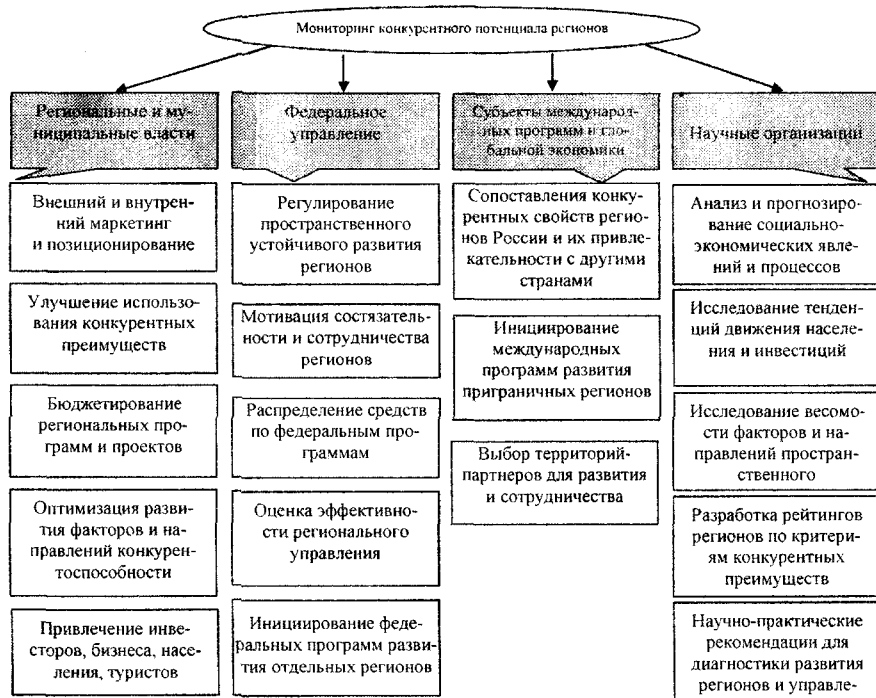 Мониторинг конкурентного потенциала регионов
Региональные и му-
ниципальные власти
Внешний и внутрен-
ний маркетинг
и позиционирование
Улучшение использо-
вания конкурентных
преимуществ
Бюджетирование
региональных про-
грамм и проектов
Оптимизация разви-
тия факторов и на-
правлений конкурен-
тоспособности
Привлечение инве-
сторов, бизнеса, насе-
ления, туристов
Федеральное
управление
Регулирование
пространственного
устойчивого развития
регионов
Мотивация состязатель-
ности и сотрудничества
регионов
Распределение средств
по федеральным про-
граммам
Оценка эффективно-
сти регионального
управления
Инициирование феде-
ральных программ разви-
тия отдельных регионов
Субъекты международ-
ных программ и гло-
бальной экономики
Сопоставления конку-
рентных свойств регио-
нов России и их привле-
кательности с другими
странами
Инициирование
международных
программ развития
приграничных регионов
Выбор территорий-
партнеров для развития
и сотрудничества
Научные организации
Анализ и прогнозиро-
вание социально-
экономических явле-
ний и процессов
Исследование тенден-
ций движения населе-
ния и инвестиций
Исследование весомо-
сти факторов и на-
правлений простран-
ственного
Разработка рейтингов
регионов по критери-
ям конкурентных
преимуществ
Научно-практические
рекомендации для
диагностики развития
регионов и управле-